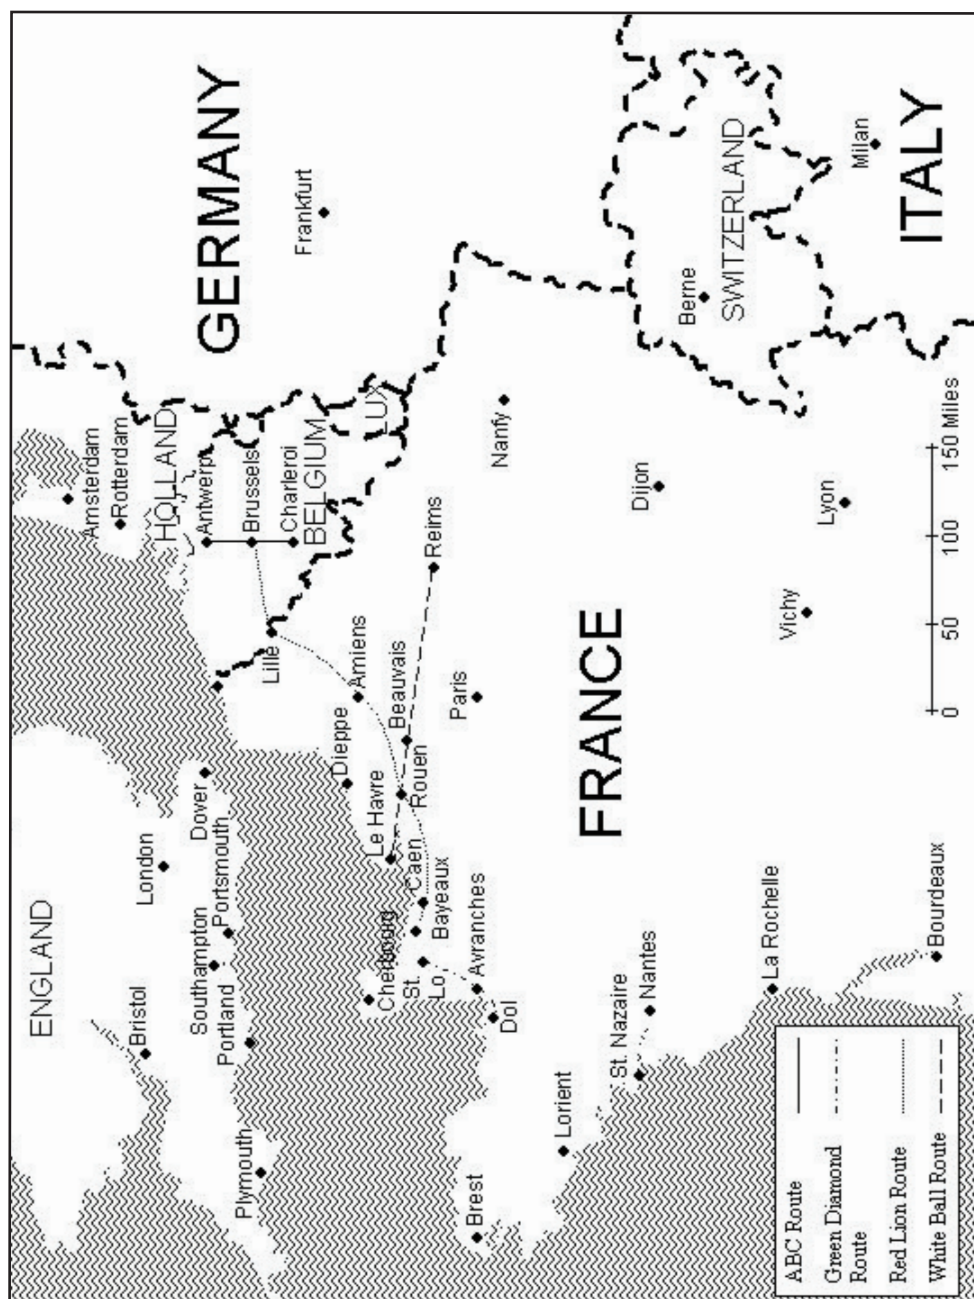 ENGLAND
Bristol
London
Southampton
Portsmouth
Dover
Portland
Plymouth
Amsterdam
Rotterdam
HOLLAND
Antwerp
Brussels
Charleroi
BELGIUM
LUX
GERMANY
Frankfurt
Lille
Amiens
Dieppe
Beauvais
Le Havre
Rouen
Reims
Cherbourg
Caen
Bayeaux
St.
Lo
Avranches
Dol
Brest
Paris
Nanfy
Lorient
St. Nazaire
Nantes
FRANCE
Dijon
Berne
SWITZERLAND
La Rochelle
Vichy
Lyon
Milan
ITALY
Bourdeaux
0 50 100 150 Miles
ABC Route
Green Diamond
Route
Red Lion Route
White Ball Route